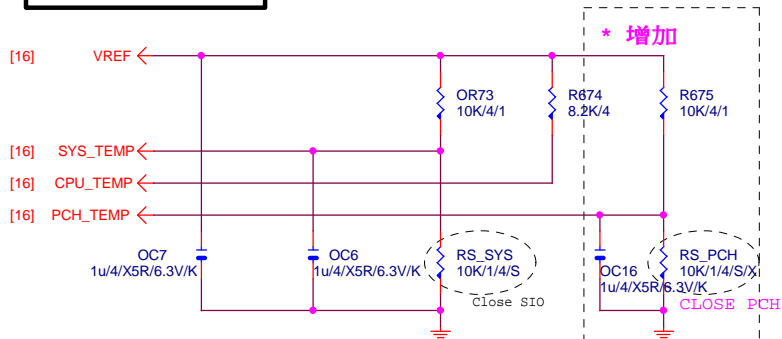 * 增加
[16] VREF
OR73
10K/4/1
R674
8.2K/4
R675
10K/4/1
[16] SYS_TEMP
[16] CPU_TEMP
[16] PCH_TEMP
OC7
1u/4/X5R/6.3V/K
OC6
1u/4/X5R/6.3V/K
RS_SYS
10K/1/4/S
Close SIO
OC16
1u/4/X5R/6.3V/K
RS_PCH
10K/1/4/S/X
CLOSE PCH